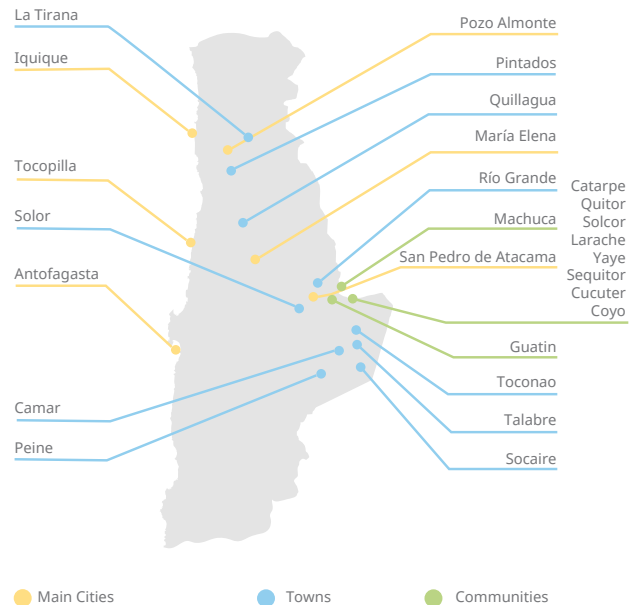 La Tirana
Iquique
Tocopilla
Solor
Antofagasta
Camar
Peine
Pozo Almonte
Pintados
Quillagua
María Elena
Río Grande
Machuca
San Pedro de Atacama
Catarpe
Quitor
Solcor
Larache
Yaye
Sequitor
Cucuter
Coyo
Guatin
Toconao
Talabre
Socaire
Main Cities
Towns
Communities